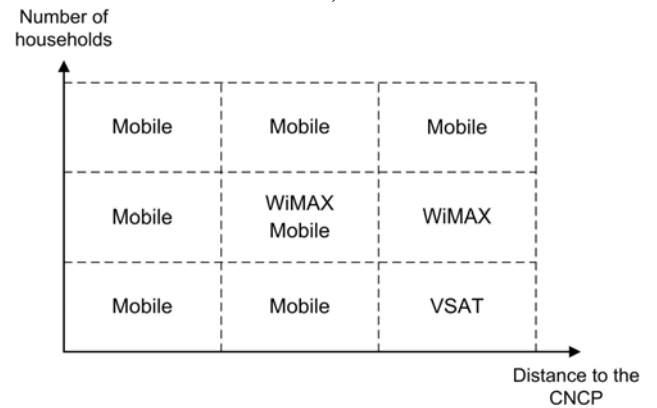 Number of
households
Mobile Mobile Mobile
Mobile WiMAX
Mobile WiMAX
Mobile Mobile VSAT
Distance to the
CNCP